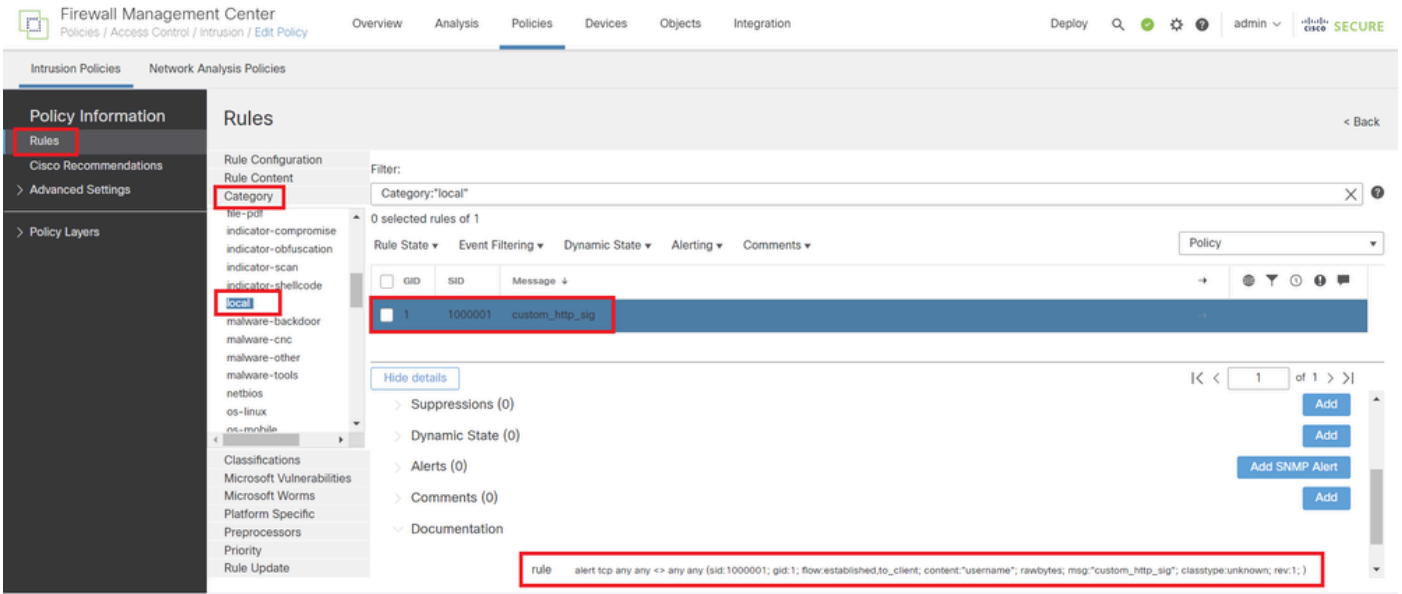 Firewall Management Center
Policies / Access Control / Intrusion / Edit Policy
Overview Analysis Policies Devices Objects Integration
Deploy admin
cisco SECURE
Intrusion Policies Network Analysis Policies
Policy Information
Rules
Cisco Recommendations
> Advanced Settings
> Policy Layers
Rules
< Back
Rule Configuration
Rule Content
Category
file-pdf
indicator-compromise
indicator-obfuscation
indicator-scan
indicator-shellcode
local
malware-backdoor
malware-cnc
malware-other
malware-tools
netbios
os-linux
os-mobile
Classifications
Microsoft Vulnerabilities
Microsoft Worms
Platform Specific
Preprocessors
Priority
Rule Update
Filter:
Category:"local"
0 selected rules of 1
Rule State Event Filtering Dynamic State Alerting Comments
Policy
GID SID Message
1 1000001 custom_http_sig
Hide details
1 of 1
Suppressions (0) Add
Dynamic State (0) Add
Alerts (0) Add SNMP Alert
Comments (0) Add
Documentation
rule alert tcp any any <> any any (sid:1000001; gid:1; flow:established,to_client; content:"username"; rawbytes; msg:"custom_http_sig"; classtype:unknown; rev:1; )